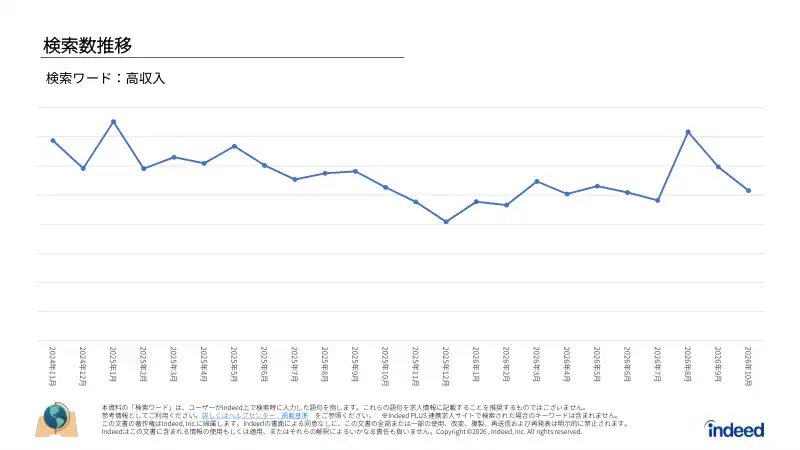 検索数推移
検索ワード：高収入
2024年11月
2024年12月
2025年1月
2025年2月
2025年3月
2025年4月
2025年5月
2025年6月
2025年7月
2025年8月
2025年9月
2025年10月
2025年11月
2025年12月
2026年1月
2026年2月
2026年3月
2026年4月
2026年5月
2026年6月
2026年7月
2026年8月
2026年9月
2026年10月
本資料の「検索ワード」は、ユーザーがIndeed上で検索時に入力した語句を指します。これらの語句を求人情報に記載することを推奨するものではございません。
参考情報としてご利用ください。詳しくはヘルプセンター 掲載基準 をご参照ください。 ※Indeed PLUS 連携求人サイトで検索された場合のキーワードは含まれません。
この文書の著作権はIndeed, Inc.に帰属します。Indeedの書面による同意なしに、この文書の全部または一部の使用、改変、複製、再送信および再発表は明示的に禁止されます。
Indeedはこの文書に含まれる情報の使用もしくは適用、またはそれらの解釈によるいかなる責任も負いません。Copyright ©2026 , Indeed, Inc. All rights reserved.
indeed